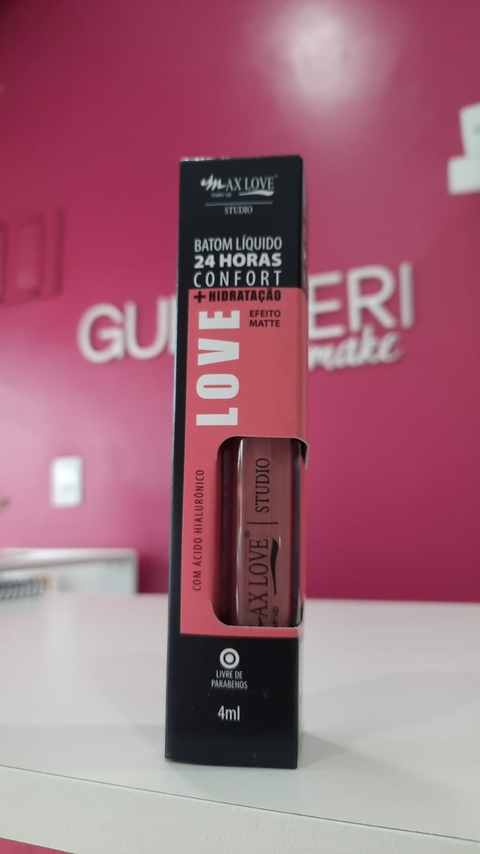 MAX LOVE
make-up
STUDIO
BATOM LÍQUIDO
24 HORAS
CONFORT
+ HIDRATAÇÃO
EFEITO
MATTE
LOVE
COM ÁCIDO HIALURÔNICO
AX LOVE | STUDIO
LIVRE DE
PARABENOS
4ml
make